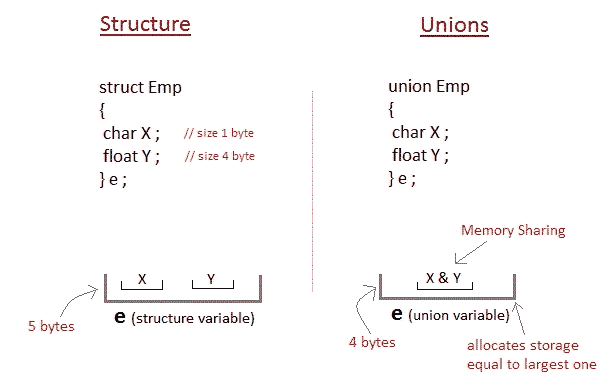 Structure
struct Emp
{
char X ; // size 1 byte
float Y ; // size 4 byte
} e ;
X Y
5 bytes
e (structure variable)
Unions
union Emp
{
char X ;
float Y ;
} e ;
Memory Sharing
X & Y
4 bytes
e (union variable)
allocates storage
equal to largest one